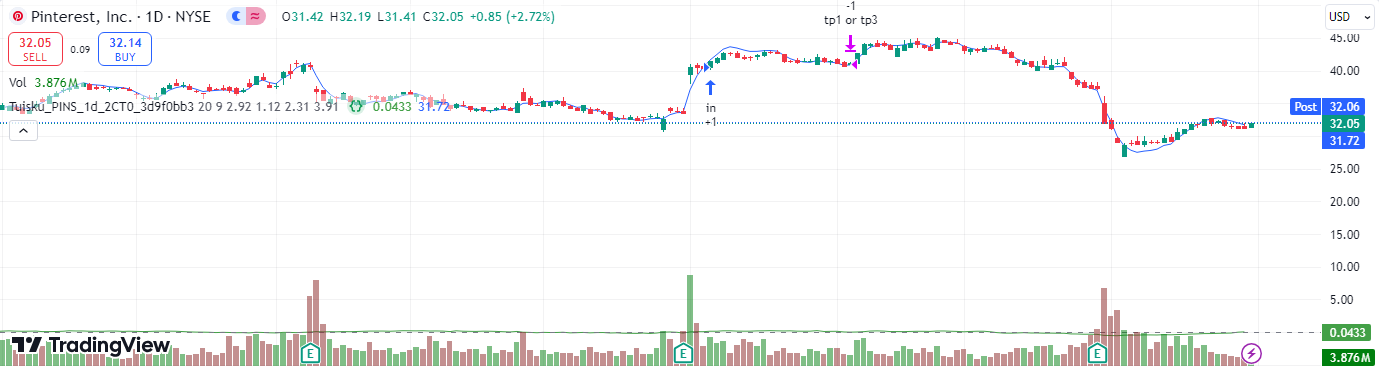 Pinterest, Inc. · 1D · NYSE O31.42 H32.19 L31.41 C32.05 +0.85 (+2.72%)
32.05 SELL 0.09 32.14 BUY
Vol 3.876 M
Tuisku_PINS_1d_2CT0_3d9f0bb3 20 9 2.92 1.12 2.31 3.91 0.0433 31.72
-1
tp1 or tp3
in
+1
USD
45.00
40.00
Post 32.06
32.05
31.72
25.00
20.00
15.00
10.00
5.00
0.0433
3.876 M
TradingView
E
E
E